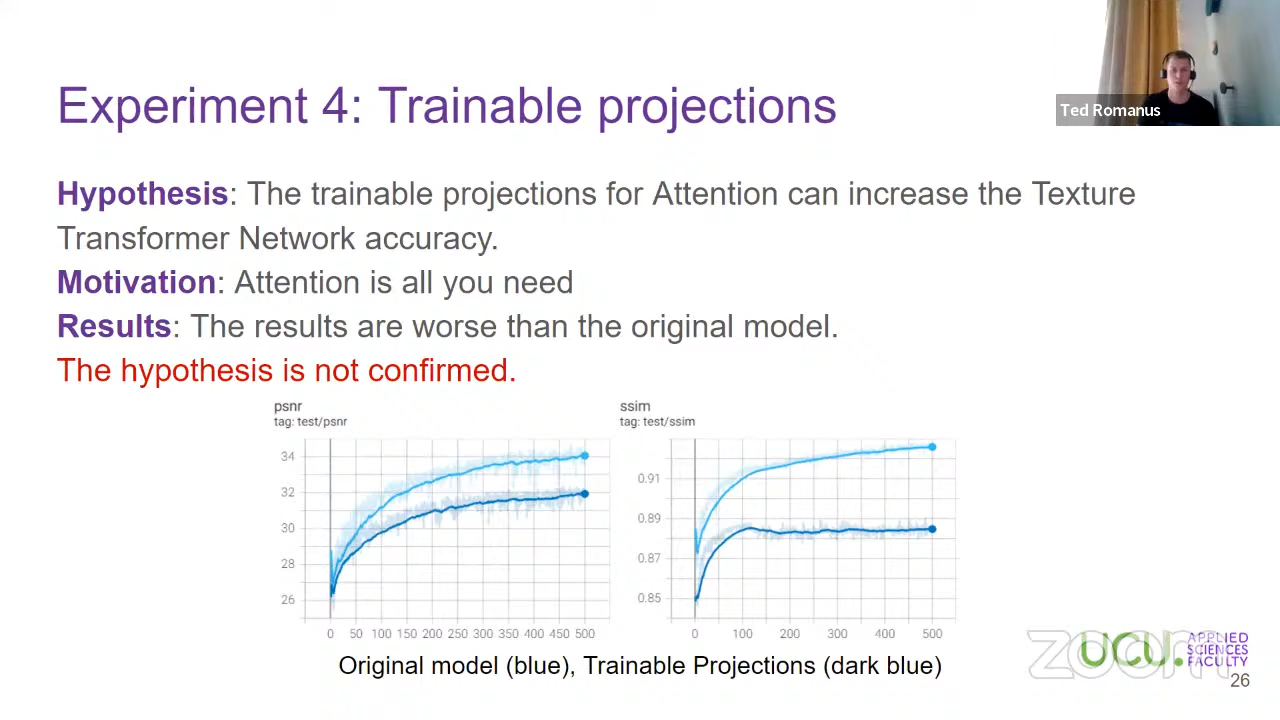 Experiment 4: Trainable projections
Ted Romanus
Hypothesis: The trainable projections for Attention can increase the Texture
Transformer Network accuracy.
Motivation: Attention is all you need
Results: The results are worse than the original model.
The hypothesis is not confirmed.
psnr
tag: test/psnr
34
32
30
28
26
0 50 100 150 200 250 300 350 400 450 500
ssim
tag: test/ssim
0.91
0.89
0.87
0.85
0 100 200 300 400 500
Original model (blue), Trainable Projections (dark blue)
zoom
UCU.
APPLIED
SCIENCES
FACULTY
26